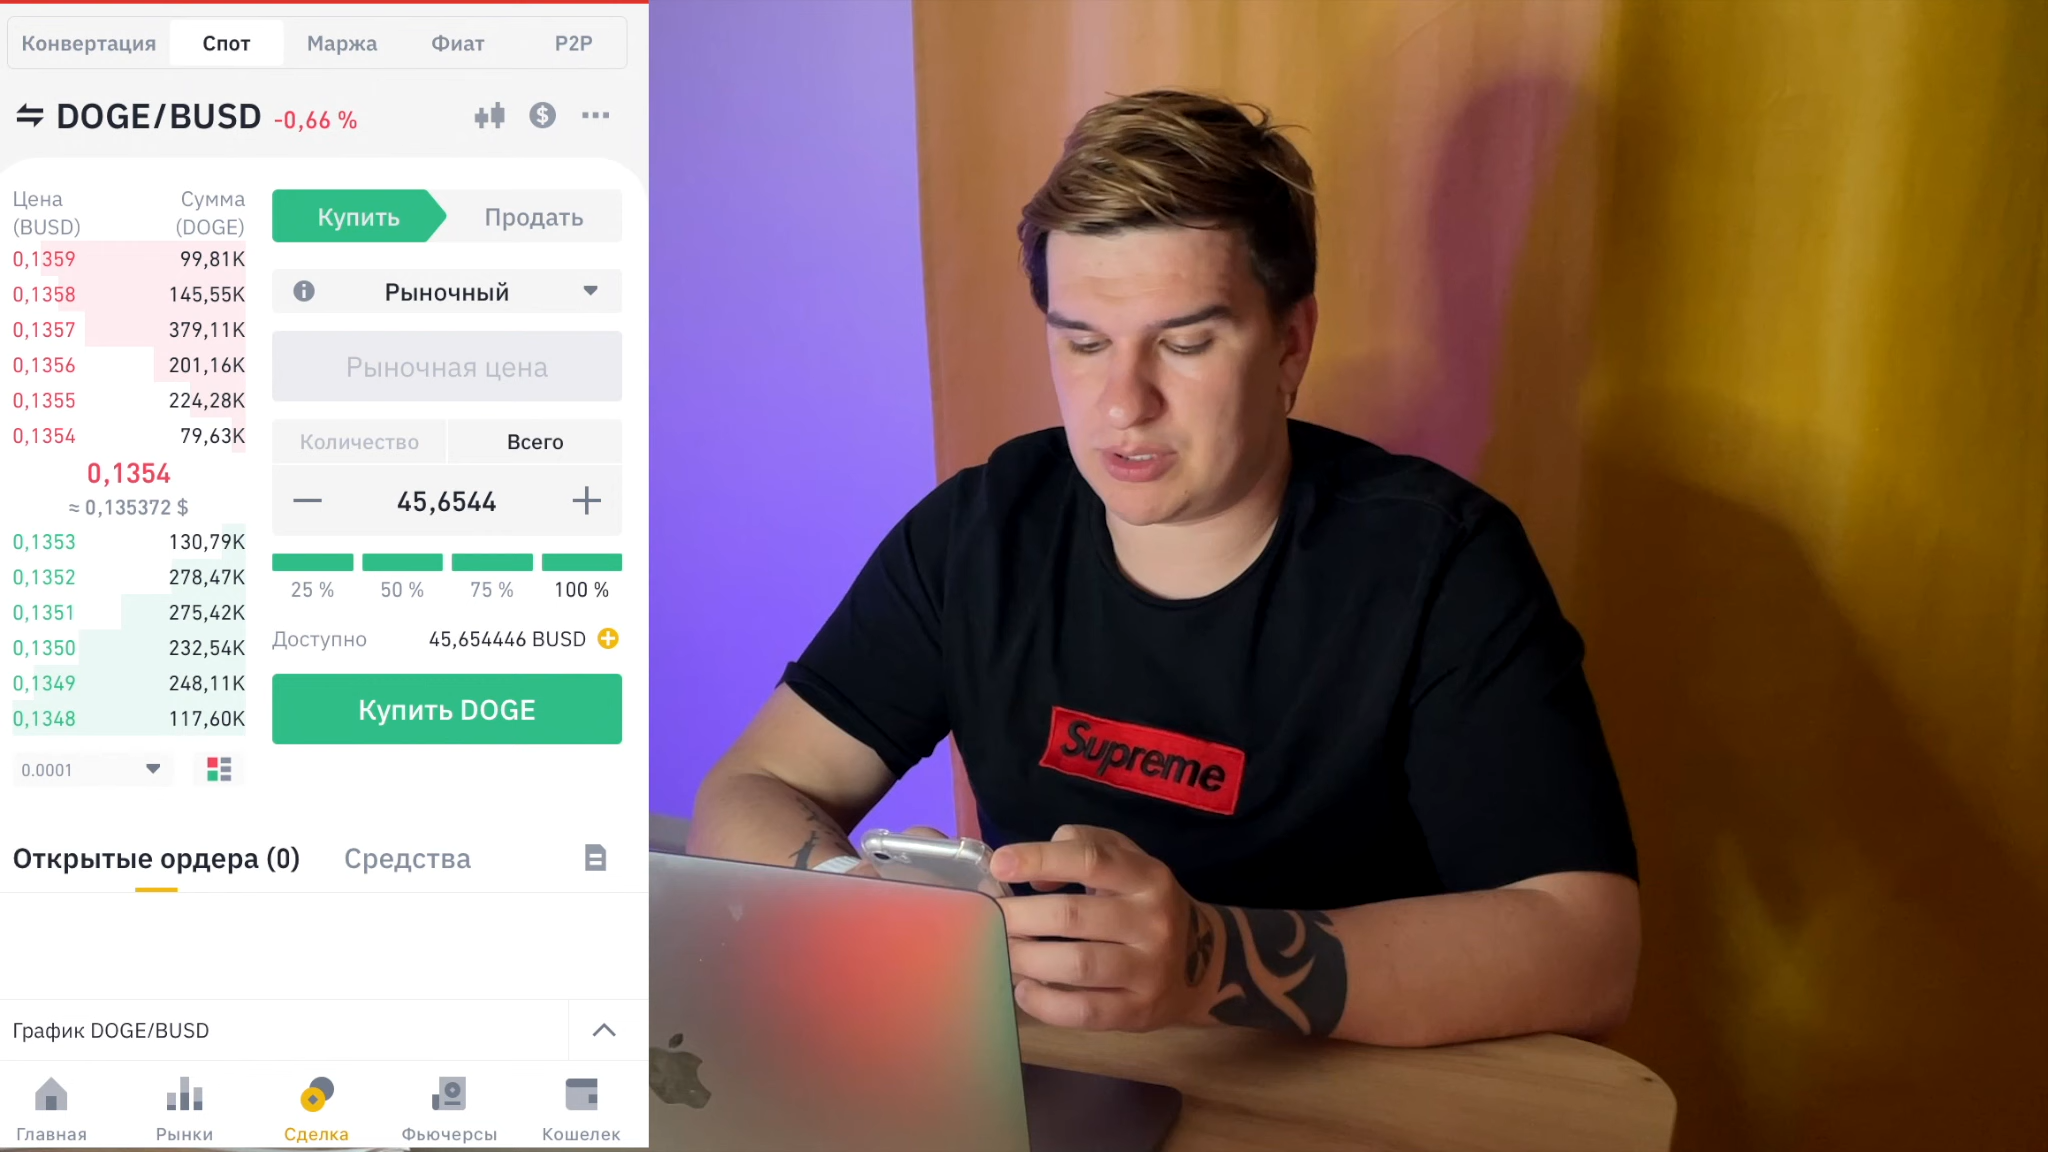 Конвертация Спот Маржа Фиат P2P
DOGE/BUSD -0,66 %
Цена (BUSD) Сумма (DOGE)
0,1359 99,81K
0,1358 145,55K
0,1357 379,11K
0,1356 201,16K
0,1355 224,28K
0,1354 79,63K
0,1354
≈ 0,135372 $
0,1353 130,79K
0,1352 278,47K
0,1351 275,42K
0,1350 232,54K
0,1349 248,11K
0,1348 117,60K
0.0001
Купить Продать
Рыночный
Рыночная цена
Количество Всего
45,6544
25 % 50 % 75 % 100 %
Доступно 45,654446 BUSD
Купить DOGE
Открытые ордера (0) Средства
График DOGE/BUSD
Главная Рынки Сделка Фьючерсы Кошелек
Supreme